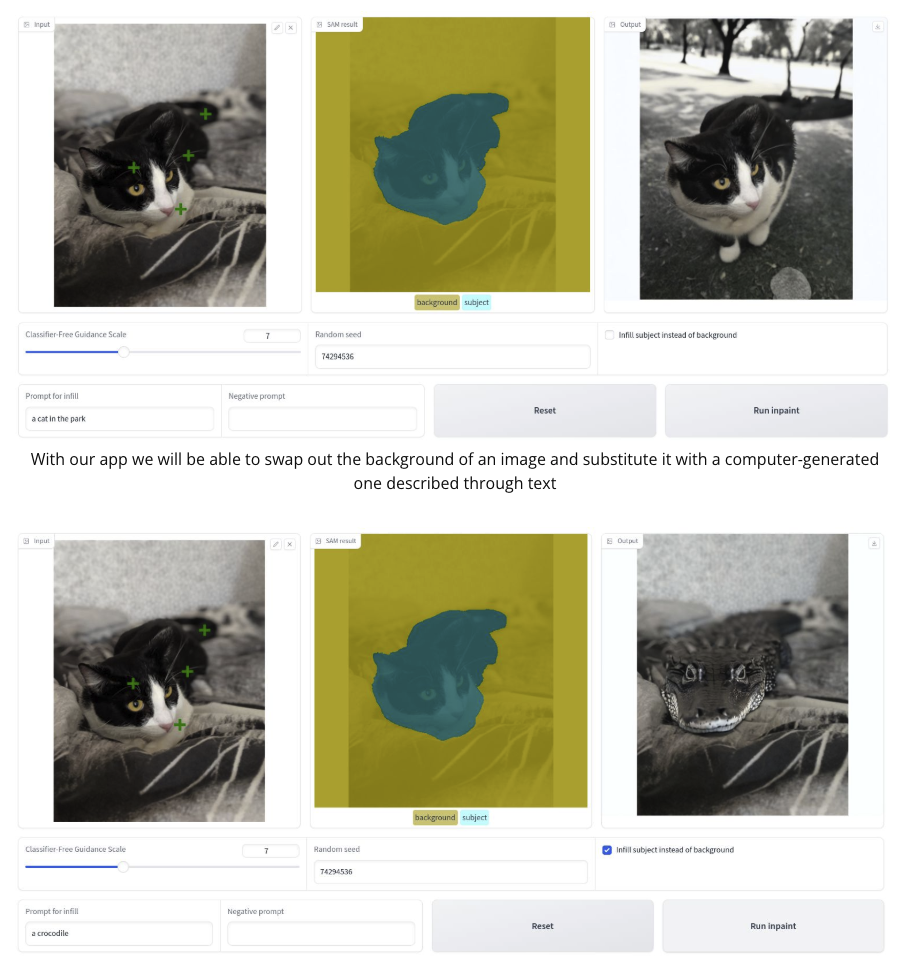 Input
SAM result
Output
background subject
Classifier-Free Guidance Scale
7
Random seed
74294536
Infill subject instead of background
Prompt for infill
a cat in the park
Negative prompt
Reset
Run inpaint
With our app we will be able to swap out the background of an image and substitute it with a computer-generated
one described through text
Input
SAM result
Output
background subject
Classifier-Free Guidance Scale
7
Random seed
74294536
Infill subject instead of background
Prompt for infill
a crocodile
Negative prompt
Reset
Run inpaint